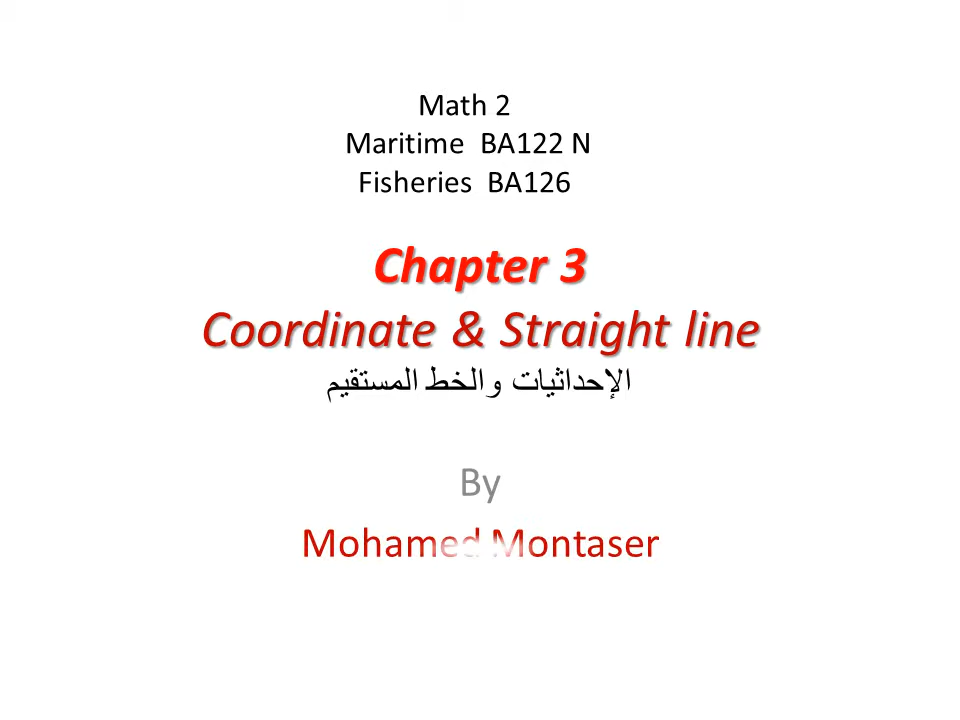 Math 2
Maritime BA122 N
Fisheries BA126
Chapter 3
Coordinate & Straight line
الإحداثيات والخط المستقيم
By
Mohamed Montaser